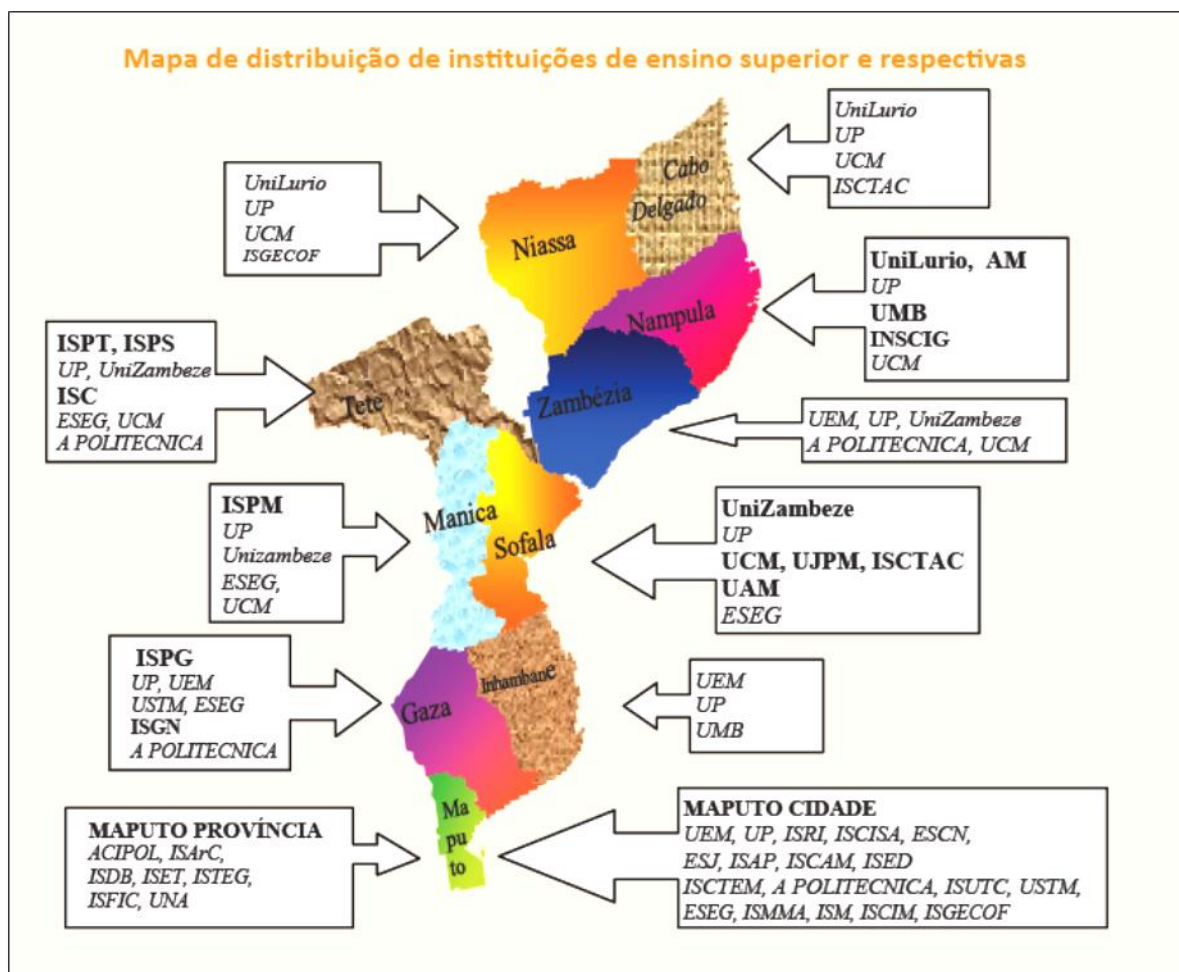 Mapa de distribuição de instituições de ensino superior e respectivas
UniLurio
UP
UCM
ISCTAC
UniLurio
UP
UCM
ISGECOF
Cabo
Delgado
Niassa
UniLurio, AM
UP
UMB
INSCIG
UCM
Nampula
ISPT, ISPS
UP, UniZambeze
ISC
ESEG, UCM
A POLITECNICA
Tete
Zambézia
UEM, UP, UniZambeze
A POLITECNICA, UCM
ISPM
UP
Unizambeze
ESEG,
UCM
Manica
Sofala
UniZambeze
UP
UCM, UJPM, ISCTAC
UAM
ESEG
ISPG
UP, UEM
USTM, ESEG
ISGN
A POLITECNICA
Gaza
Inhambane
UEM
UP
UMB
MAPUTO PROVÍNCIA
ACIPOL, ISArC,
ISDB, ISET, ISTEG,
ISFIC, UNA
Ma
pu
to
MAPUTO CIDADE
UEM, UP, ISRI, ISCISA, ESCN,
ESJ, ISAP, ISCAM, ISED
ISCTEM, A POLITECNICA, ISUTC, USTM,
ESEG, ISMMA, ISM, ISCIM, ISGECOF